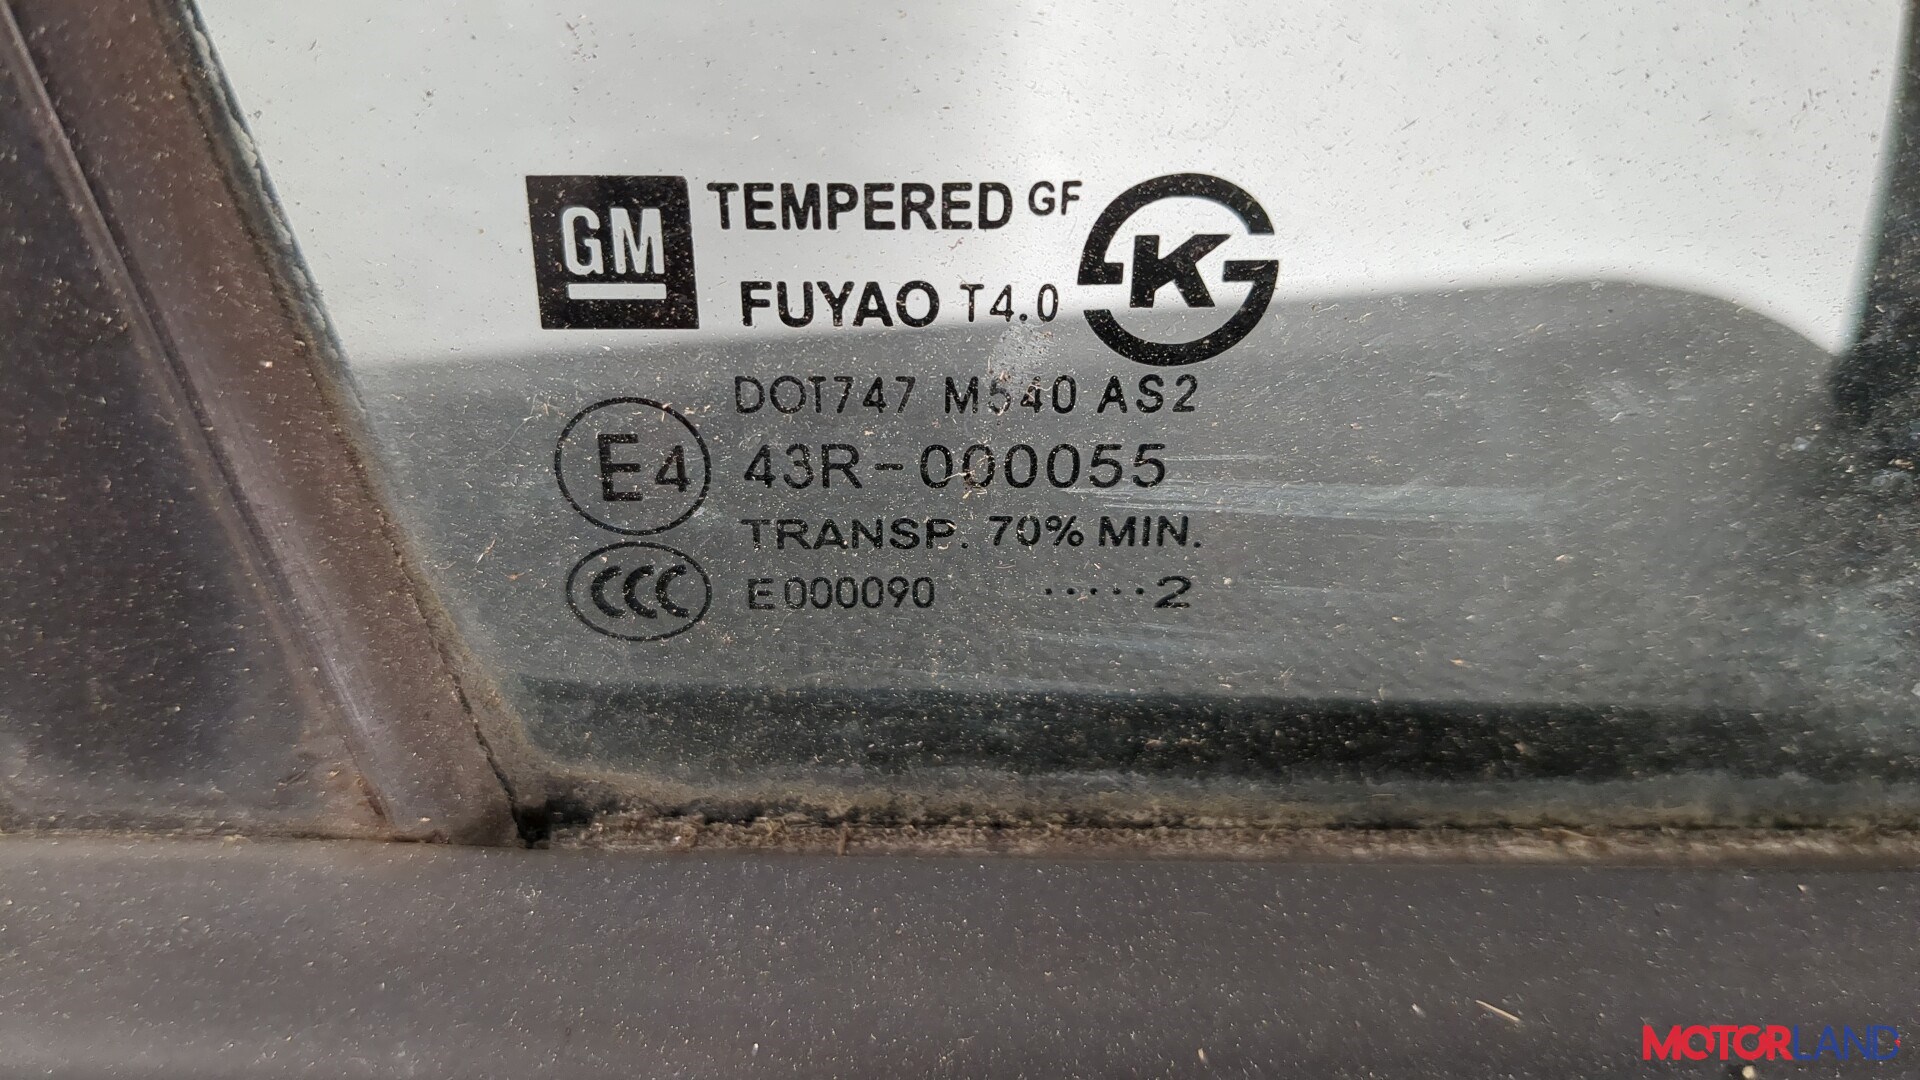 GM TEMPERED GF
FUYAO T4.0
K
DOT747 M540 AS2
E4 43R-000055
TRANSP. 70% MIN.
CCC E000090 ·····2
MOTORLAND